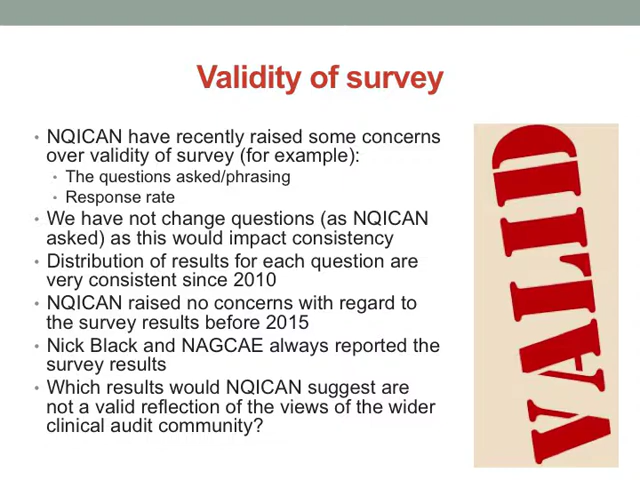 Validity of survey
• NQICAN have recently raised some concerns
over validity of survey (for example):
• The questions asked/phrasing
• Response rate
• We have not change questions (as NQICAN
asked) as this would impact consistency
• Distribution of results for each question are
very consistent since 2010
• NQICAN raised no concerns with regard to
the survey results before 2015
• Nick Black and NAGCAE always reported the
survey results
• Which results would NQICAN suggest are
not a valid reflection of the views of the wider
clinical audit community?
VALID